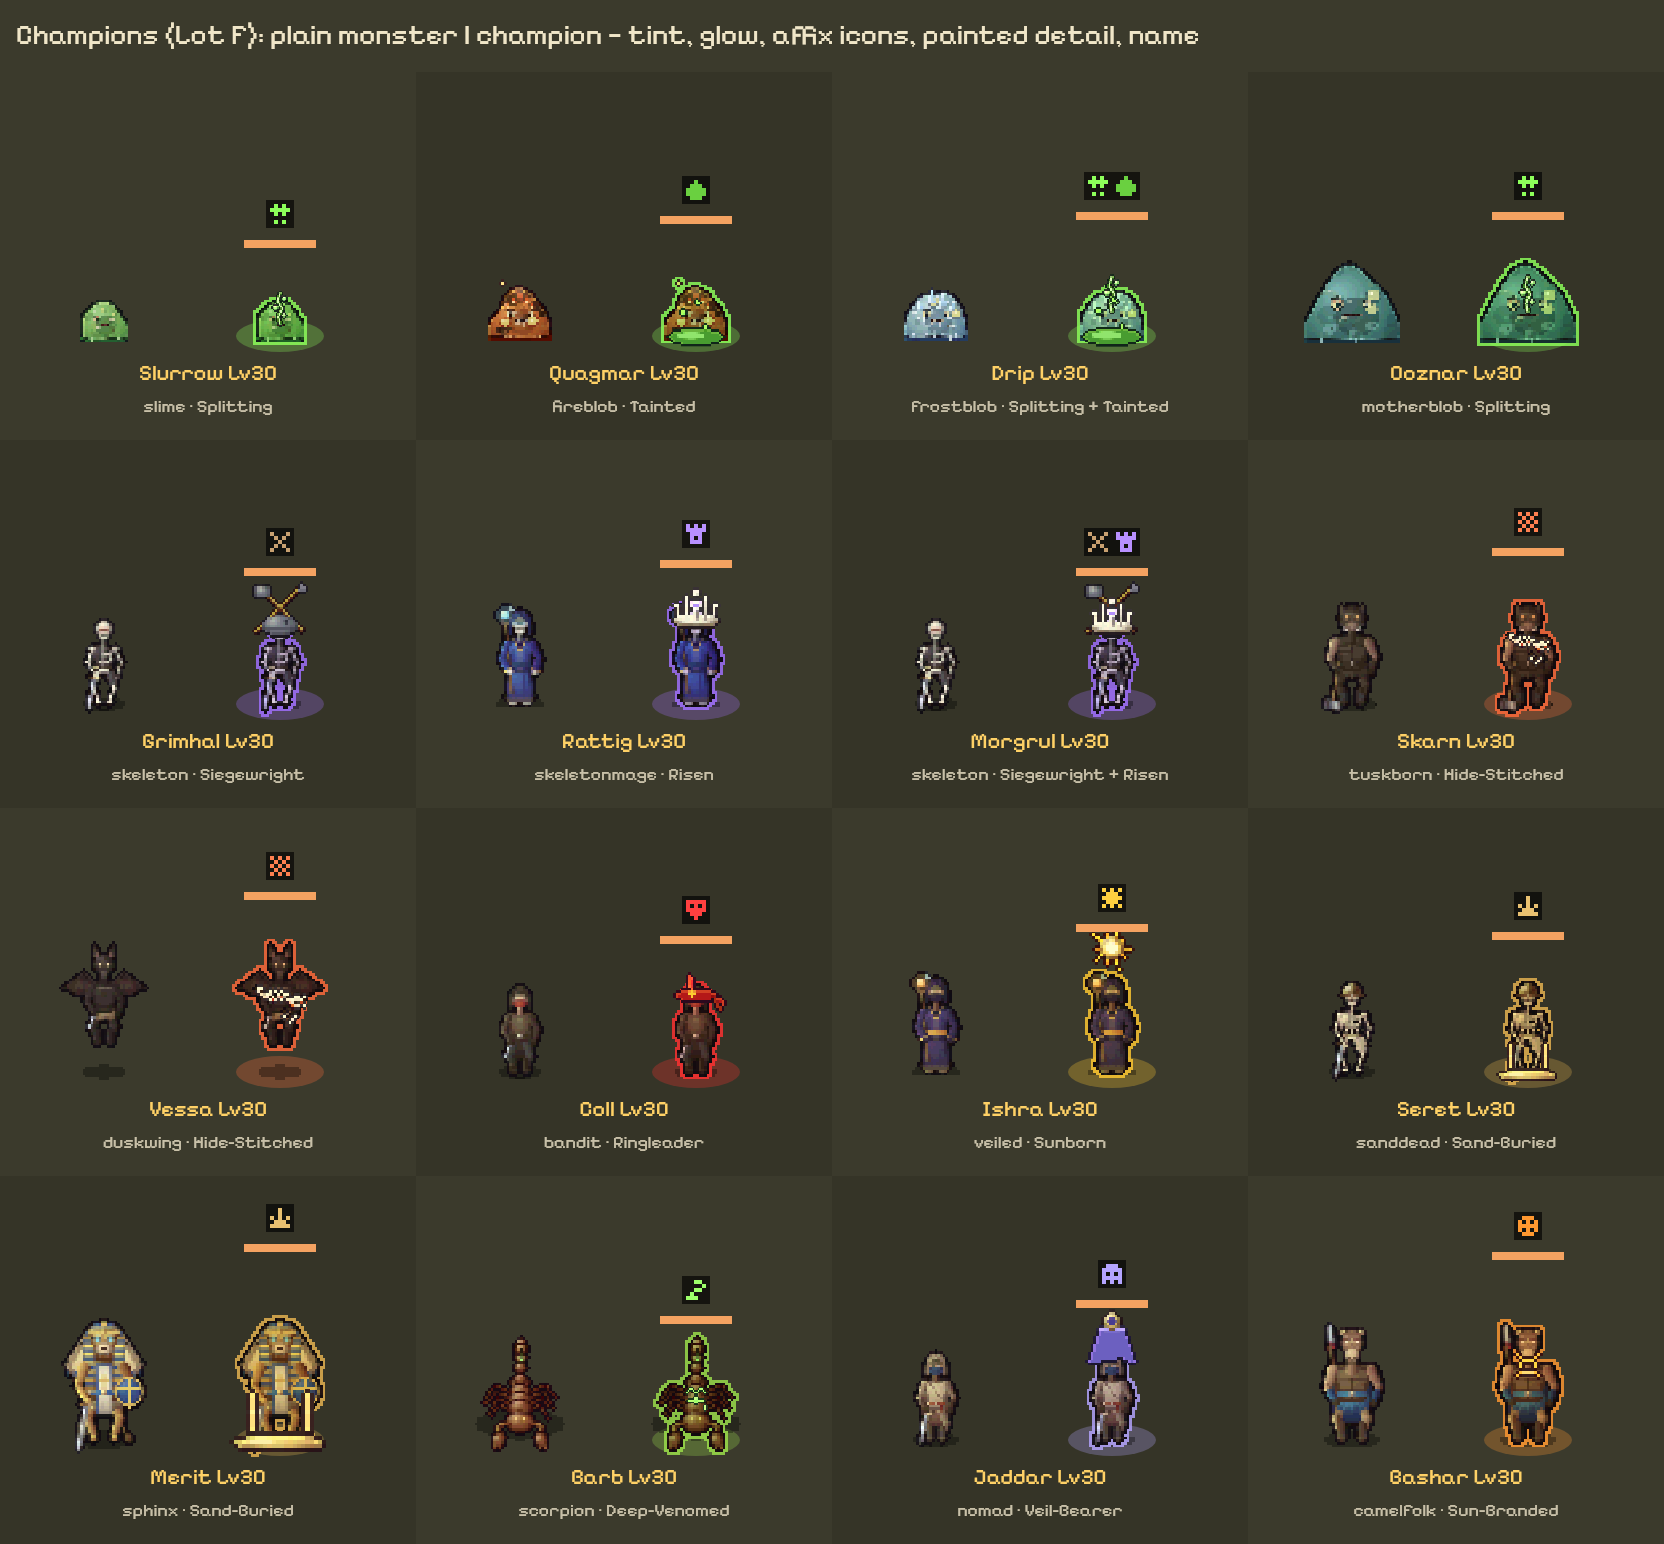 Champions (Lot F): plain monster | champion - tint, glow, affix icons, painted detail, name
Slurrow Lv30
slime · Splitting
Quagmar Lv30
fireblob · Tainted
Drip Lv30
frostblob · Splitting + Tainted
Ooznar Lv30
motherblob · Splitting
Grimhal Lv30
skeleton · Siegewright
Rattig Lv30
skeletonmage · Risen
Morgrul Lv30
skeleton · Siegewright + Risen
Skarn Lv30
tuskborn · Hide-Stitched
Vessa Lv30
duskwing · Hide-Stitched
Coll Lv30
bandit · Ringleader
Ishra Lv30
veiled · Sunborn
Seret Lv30
sanddead · Sand-Buried
Merit Lv30
sphinx · Sand-Buried
Barb Lv30
scorpion · Deep-Venomed
Jaddar Lv30
nomad · Veil-Bearer
Bashar Lv30
camelfolk · Sun-Branded